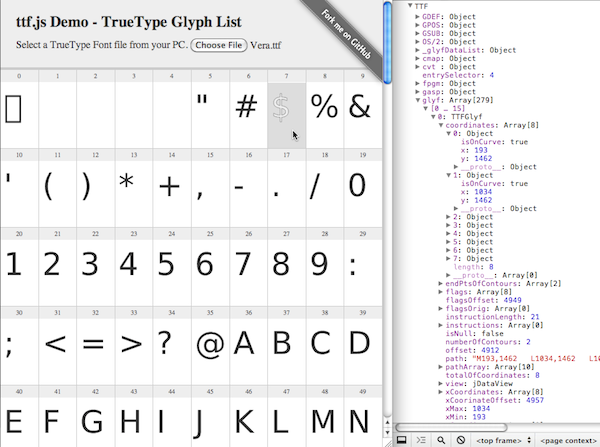 ttf.js Demo - TrueType Glyph List
Select a TrueType Font file from your PC. Choose File Vera.ttf
Fork me on GitHub
0 1 2 3 4 5 6 7 8 9
" # $ % &
10 11 12 13 14 15 16 17 18 19
' ( ) * + , - . / 0
20 21 22 23 24 25 26 27 28 29
1 2 3 4 5 6 7 8 9 :
30 31 32 33 34 35 36 37 38 39
; < = > ? @ A B C D
40 41 42 43 44 45 46 47 48 49
E F G H I J K L M N
TTF
GDEF: Object
GPOS: Object
GSUB: Object
OS/2: Object
_glyfDataList: Object
cmap: Object
cvt : Object
entrySelector: 4
fpgm: Object
gasp: Object
glyf: Array[279]
[0 … 15]
0: TTFGlyf
coordinates: Array[8]
0: Object
isOnCurve: true
x: 193
y: 1462
__proto__: Object
1: Object
isOnCurve: true
x: 1034
y: 1462
__proto__: Object
2: Object
3: Object
4: Object
5: Object
6: Object
7: Object
length: 8
__proto__: Array[0]
endPtsOfContours: Array[2]
flags: Array[8]
flagsOffset: 4949
flagsOrig: Array[0]
instructionLength: 21
instructions: Array[0]
isNull: false
numberOfContours: 2
offset: 4912
path: "M193,1462 L1034,1462 L1
pathArray: Array[10]
totalOfCoordinates: 8
view: jDataView
xCoordinates: Array[8]
xCoorinateOffset: 4957
xMax: 1034
xMin: 193
<top frame> <page context>